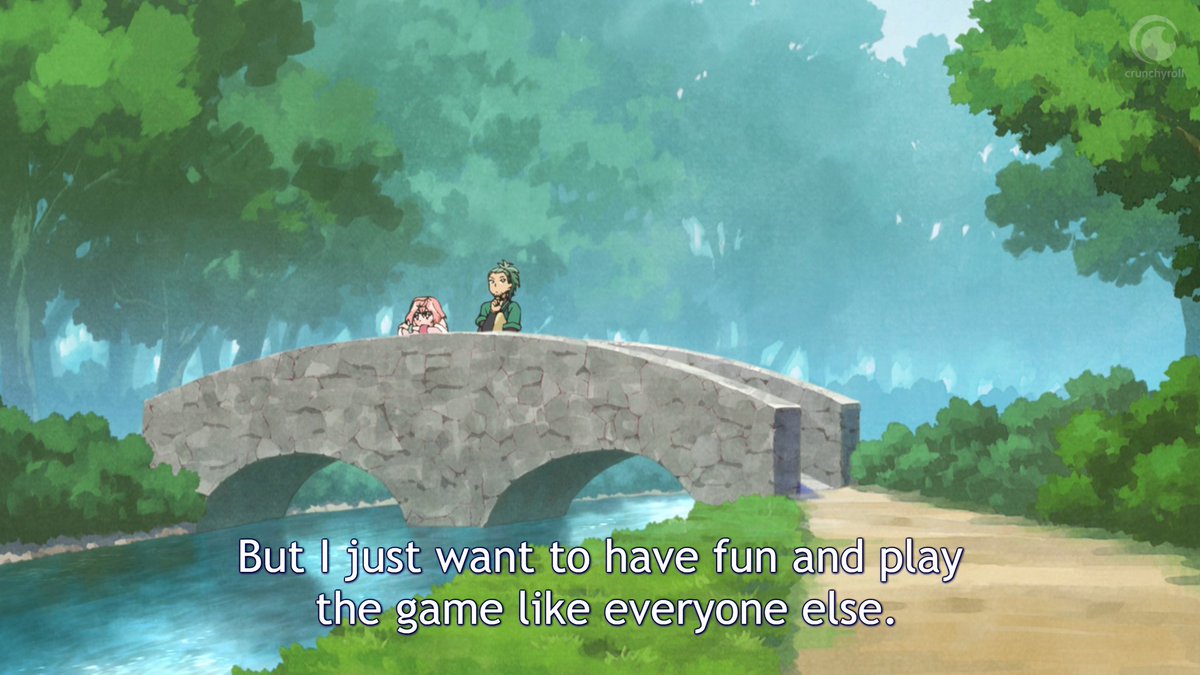 crunchyroll
But I just want to have fun and play
the game like everyone else.